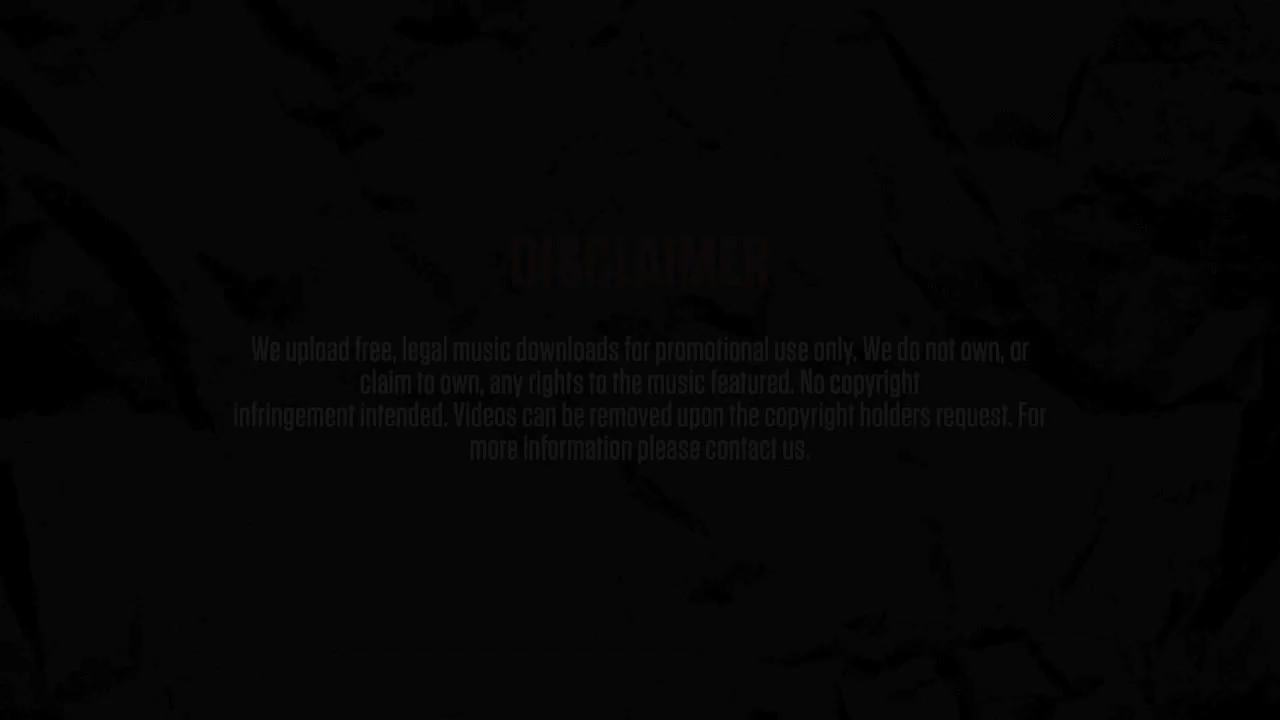 DISCLAIMER
We upload free, legal music downloads for promotional use only. We do not own, or
claim to own, any rights to the music featured. No copyright
infringement intended. Videos can be removed upon the copyright holders request. For
more information please contact us.